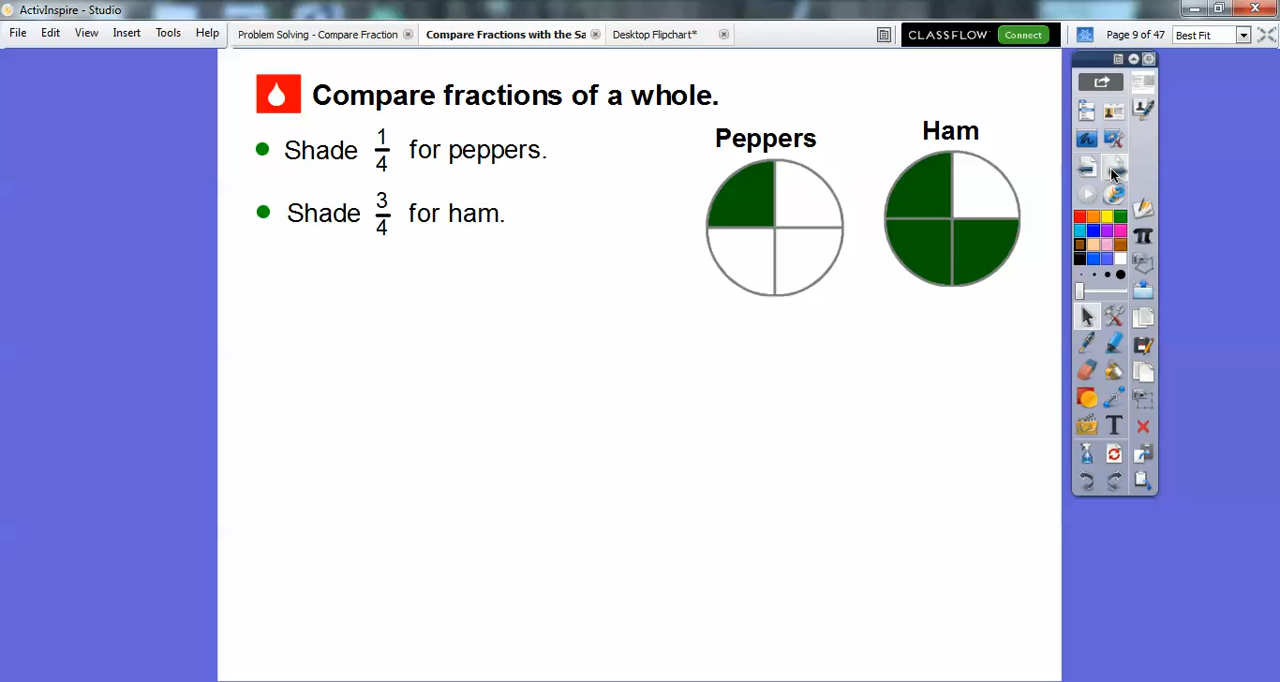 ActivInspire - Studio
File Edit View Insert Tools Help
Problem Solving - Compare Fraction
Compare Fractions with the Sa
Desktop Flipchart*
CLASSFLOW Connect
Page 9 of 47
Best Fit
Compare fractions of a whole.
Shade 1/4 for peppers.
Shade 3/4 for ham.
Peppers
Ham